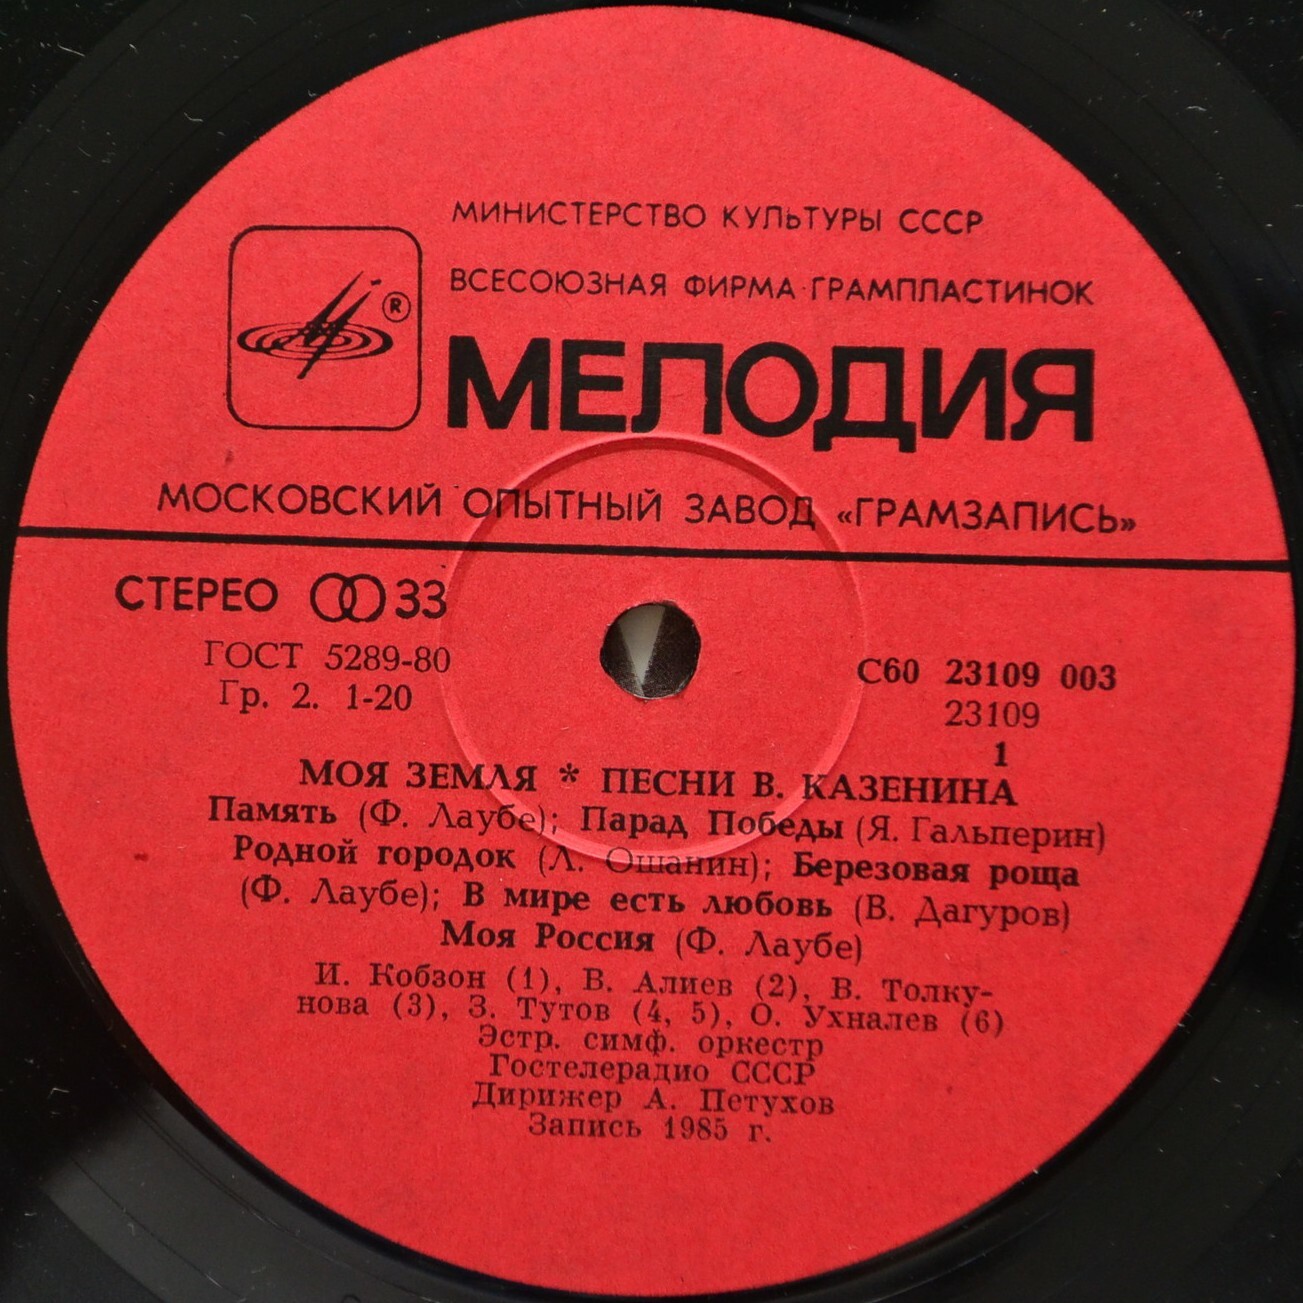 МИНИСТЕРСТВО КУЛЬТУРЫ СССР
ВСЕСОЮЗНАЯ ФИРМА ГРАМПЛАСТИНОК
®
МЕЛОДИЯ
МОСКОВСКИЙ ОПЫТНЫЙ ЗАВОД «ГРАМЗАПИСЬ»
СТЕРЕО 33
ГОСТ 5289-80
Гр. 2. 1-20
С60 23109 003
23109
1
МОЯ ЗЕМЛЯ * ПЕСНИ В. КАЗЕНИНА
Память (Ф. Лаубе); Парад Победы (Я. Гальперин)
Родной городок (Л. Ошанин); Березовая роща
(Ф. Лаубе); В мире есть любовь (В. Дагуров)
Моя Россия (Ф. Лаубе)
И. Кобзон (1), В. Алиев (2), В. Толку-
нова (3), З. Тутов (4, 5), О. Ухналев (6)
Эстр. симф. оркестр
Гостелерадио СССР
Дирижер А. Петухов
Запись 1985 г.